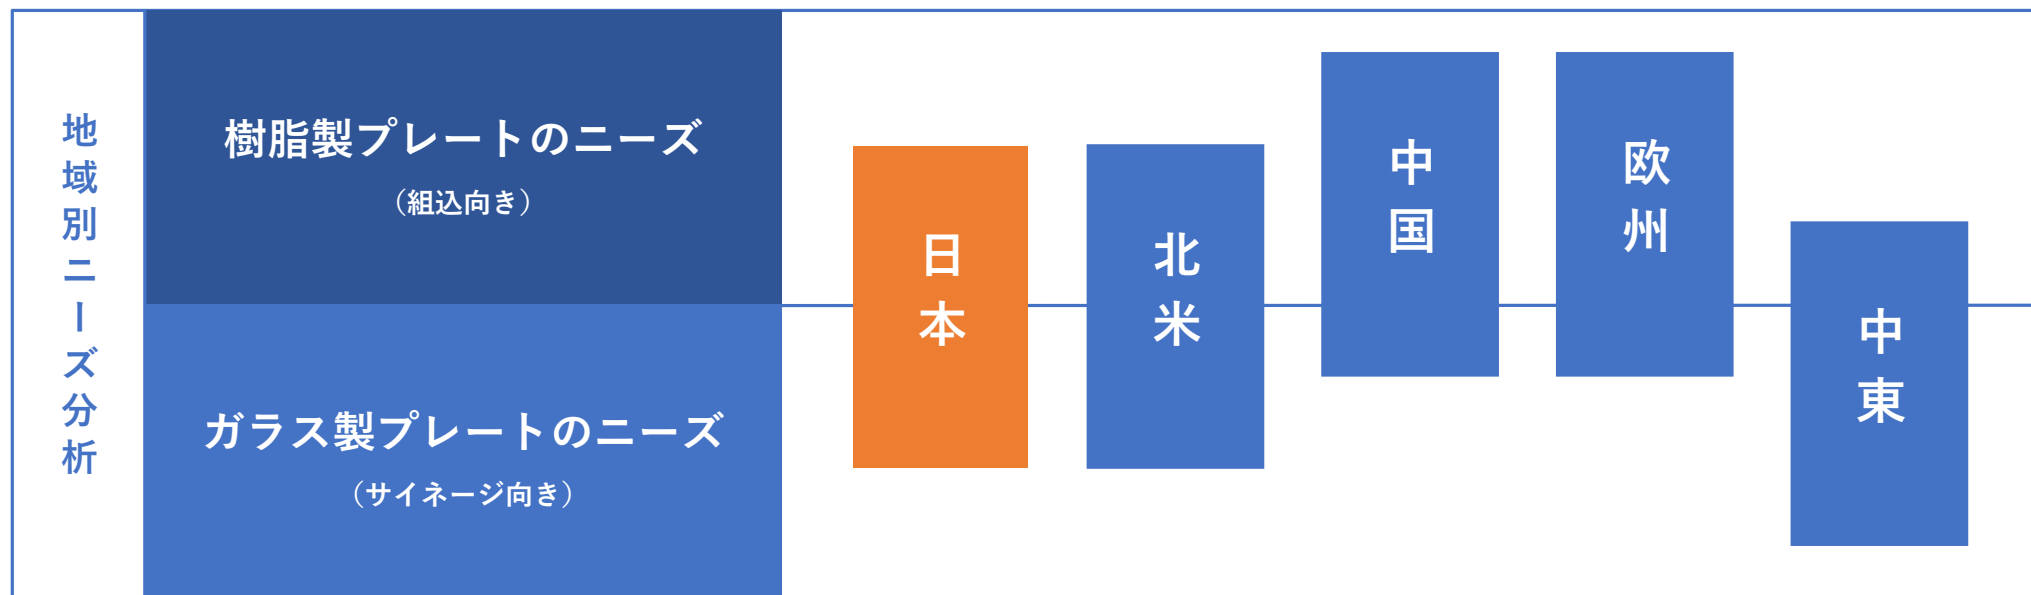 地域別ニーズ分析
樹脂製プレートのニーズ
（組込向き）
ガラス製プレートのニーズ
（サイネージ向き）
日本
北米
中国
欧州
中東